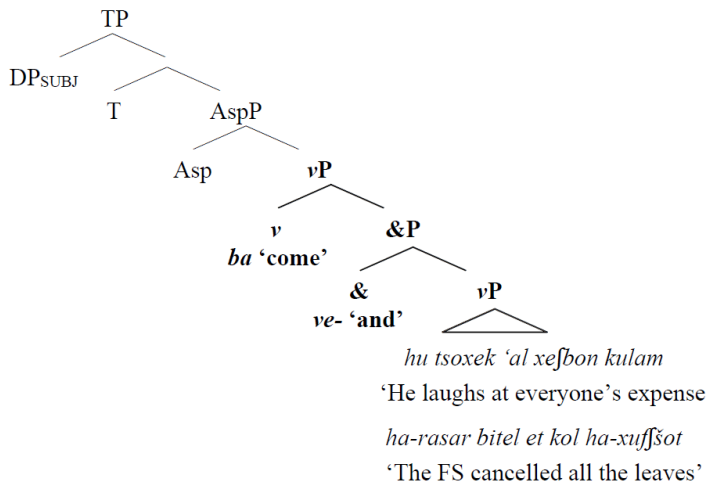 TP
DPSUBJ
T
AspP
Asp
vP
v
&P
ba ‘come’
&
vP
ve- ‘and’
hu tsoxek ‘al xeʃbon kulam
‘He laughs at everyone’s expense
ha-rasar bitel et kol ha-xufʃšot
‘The FS cancelled all the leaves’